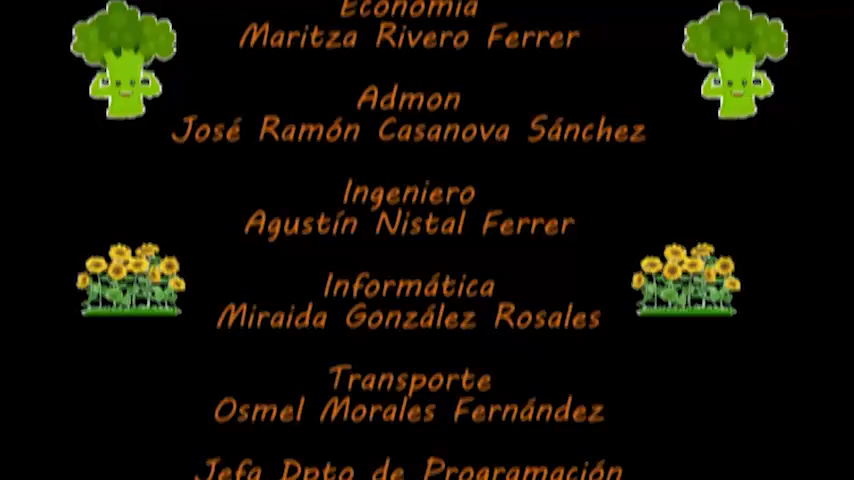 Economía
Maritza Rivero Ferrer
Admon
José Ramón Casanova Sánchez
Ingeniero
Agustín Nistal Ferrer
Informática
Miraida González Rosales
Transporte
Osmel Morales Fernández
Jefa Dpto de Programación